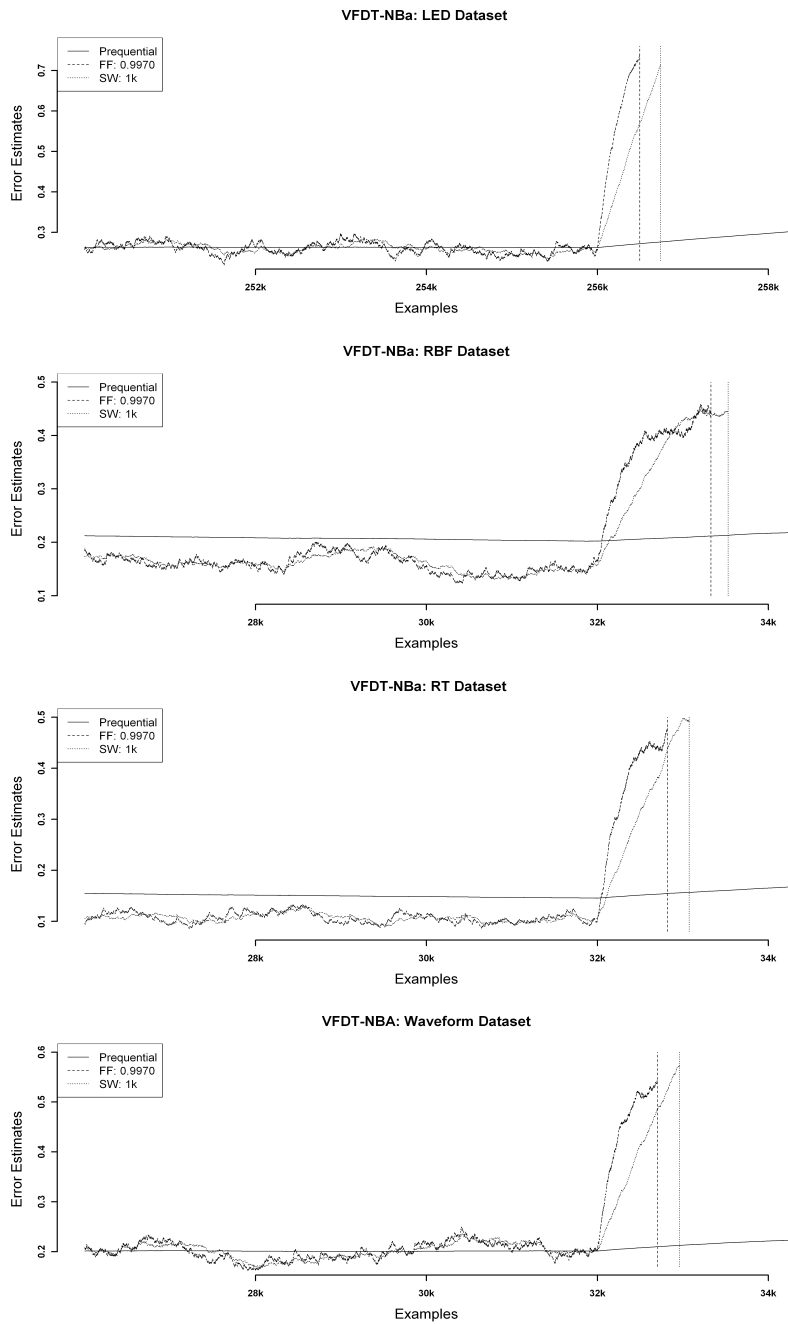 VFDT-NBa: LED Dataset
Prequential
FF: 0.9970
SW: 1k
Error Estimates
0.7
0.6
0.5
0.4
0.3
252k
254k
256k
258k
Examples
VFDT-NBa: RBF Dataset
Prequential
FF: 0.9970
SW: 1k
Error Estimates
0.5
0.4
0.3
0.2
0.1
28k
30k
32k
34k
Examples
VFDT-NBa: RT Dataset
Prequential
FF: 0.9970
SW: 1k
Error Estimates
0.5
0.4
0.3
0.2
0.1
28k
30k
32k
34k
Examples
VFDT-NBA: Waveform Dataset
Prequential
FF: 0.9970
SW: 1k
Error Estimates
0.6
0.5
0.4
0.3
0.2
28k
30k
32k
34k
Examples